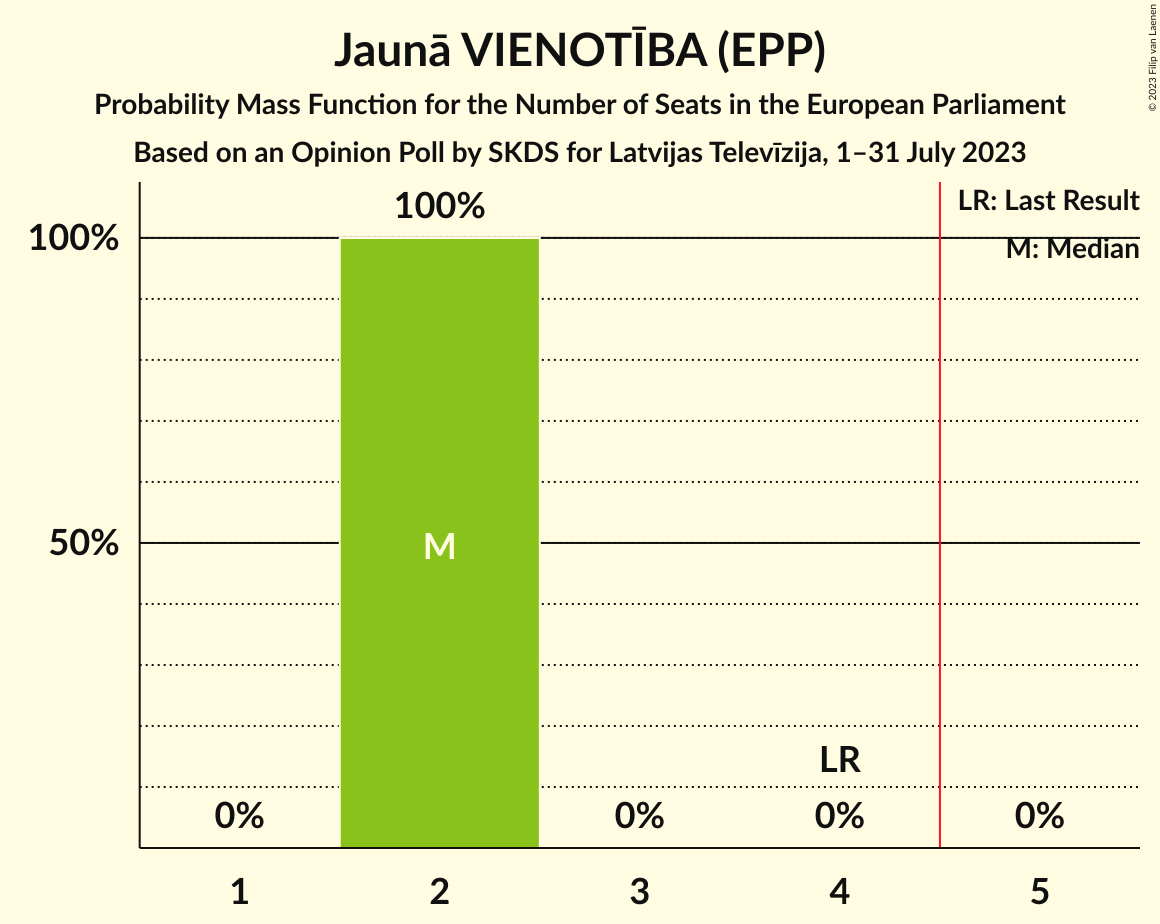 Jaunā VIENOTĪBA (EPP)
Probability Mass Function for the Number of Seats in the European Parliament
Based on an Opinion Poll by SKDS for Latvijas Televīzija, 1–31 July 2023
© 2023 Filip van Laenen
LR: Last Result
M: Median
100%
100%
50%
M
LR
0%
0%
0%
0%
1
2
3
4
5